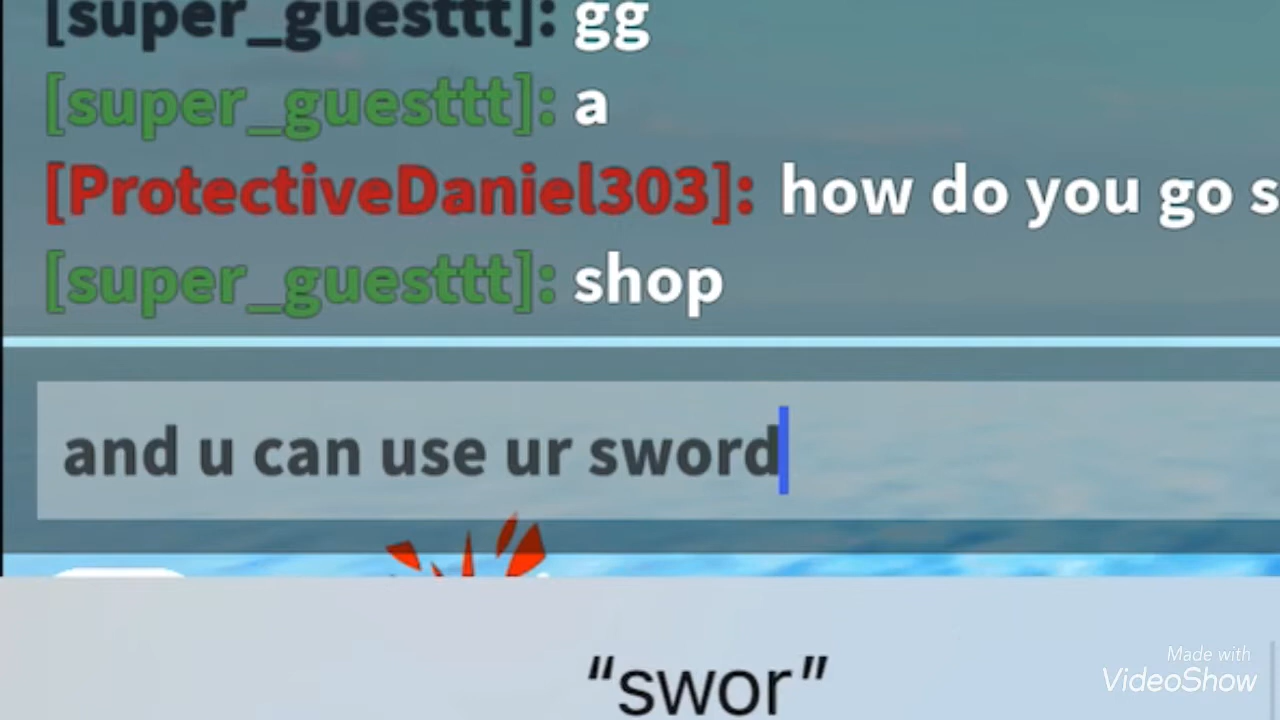 [super_guesttt]: gg
[super_guesttt]: a
[ProtectiveDaniel303]: how do you go s
[super_guesttt]: shop
and u can use ur sword
“swor”
Made with
VideoShow